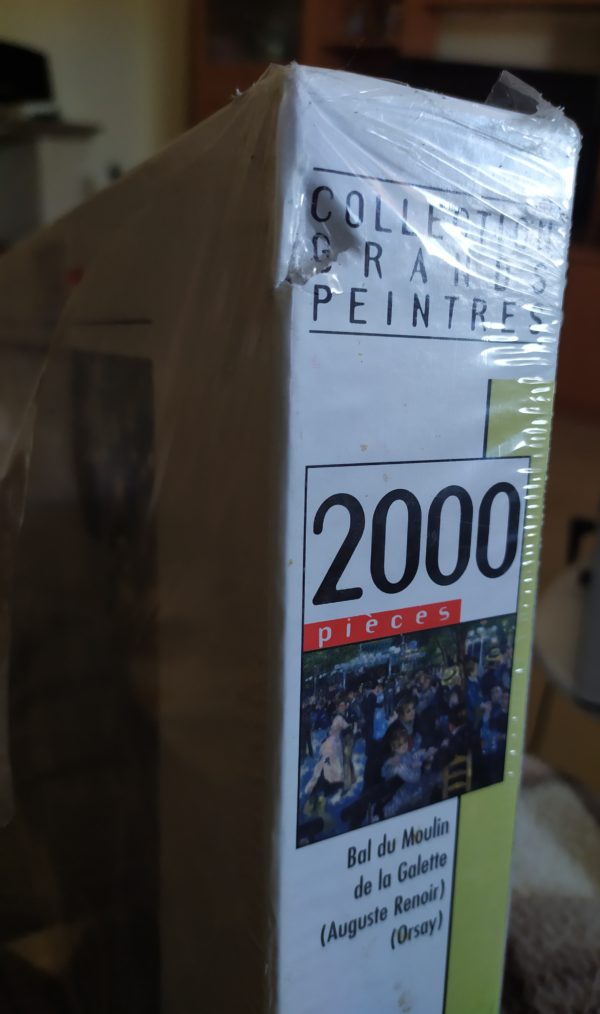 COLLECTION
GRANDS
PEINTRES
2000
pièces
Bal du Moulin
de la Galette
(Auguste Renoir)
(Orsay)